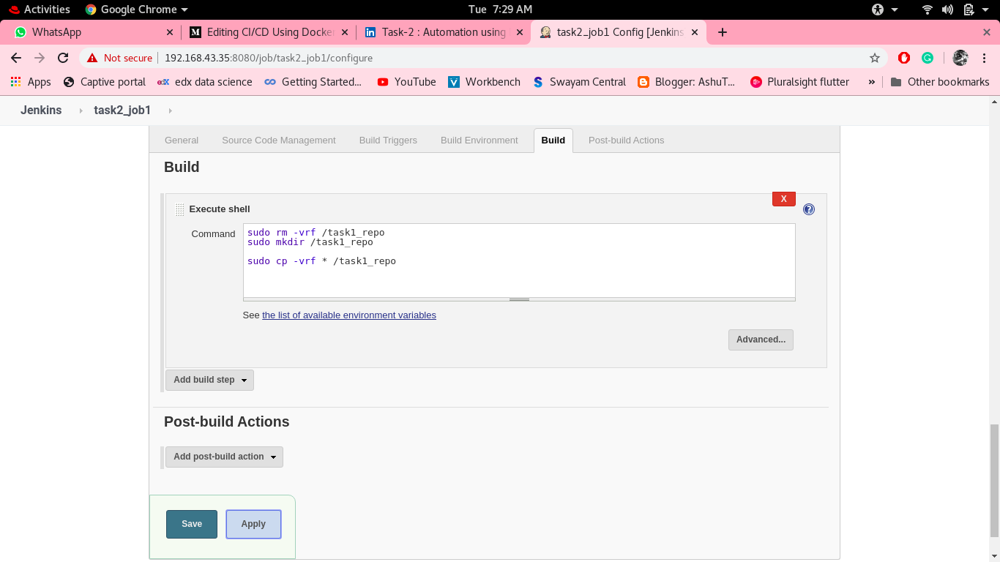 Activities Google Chrome Tue 7:29 AM
WhatsApp Editing CI/CD Using Docke Task-2 : Automation using task2_job1 Config [Jenkins
Not secure 192.168.43.35:8080/job/task2_job1/configure
Apps Captive portal edX edx data science Getting Started... YouTube Workbench Swayam Central Blogger: AshuT... Pluralsight flutter » Other bookmarks
Jenkins task2_job1
General Source Code Management Build Triggers Build Environment Build Post-build Actions
Build
X
Execute shell ?
Command sudo rm -vrf /task1_repo
sudo mkdir /task1_repo
sudo cp -vrf * /task1_repo
See the list of available environment variables
Advanced...
Add build step
Post-build Actions
Add post-build action
Save Apply